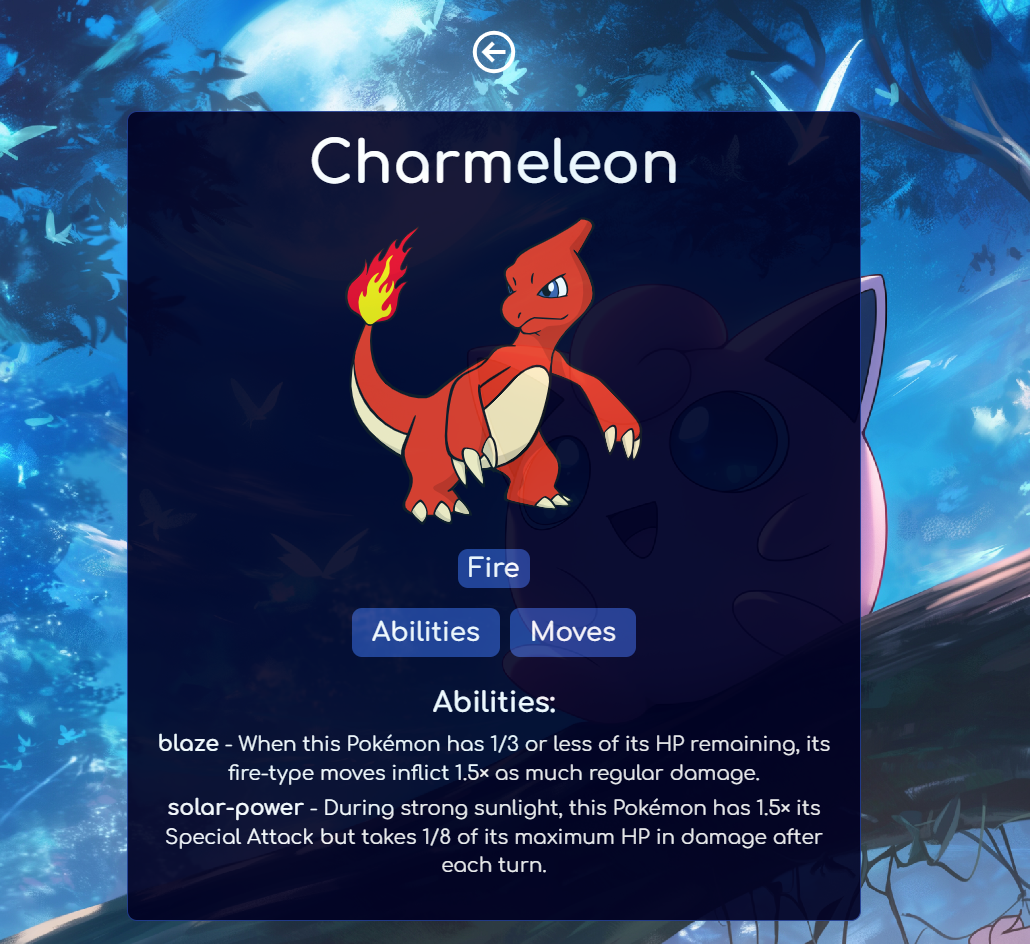 Charmeleon
Fire
Abilities Moves
Abilities:
blaze - When this Pokémon has 1/3 or less of its HP remaining, its
fire-type moves inflict 1.5× as much regular damage.
solar-power - During strong sunlight, this Pokémon has 1.5× its
Special Attack but takes 1/8 of its maximum HP in damage after
each turn.